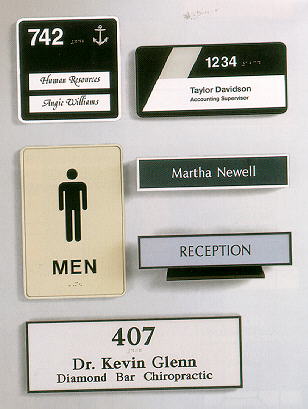 742
Human Resources
Angie Williams
1234
Taylor Davidson
Accounting Supervisor
MEN
Martha Newell
RECEPTION
407
Dr. Kevin Glenn
Diamond Bar Chiropractic